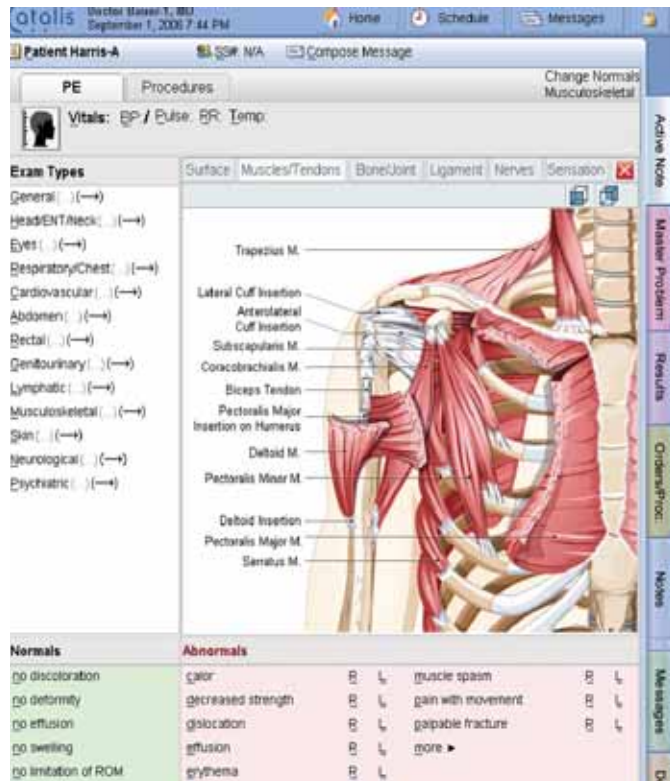 Catalis
September 1, 2006 7:44 PM
Home
Schedule
Messages
Patient Harris-A
SS#: N/A
Compose Message
PE
Procedures
Change Normals
Musculoskeletal
Vitals: BP / Pulse: RR: Temp:
Exam Types
General (...)(→)
Head/ENT/Neck(...)(→)
Eyes (...)(→)
Respiratory/Chest(...)(→)
Cardiovascular(...)(→)
Abdomen (...)(→)
Rectal(...)(→)
Genitourinary(...)(→)
Lymphatic (...)(→)
Musculoskeletal(...)(→)
Skin (...)(→)
Neurological (...)(→)
Psychiatric(...)(→)
Surface
Muscles/Tendons
Bone/Joint
Ligament
Nerves
Sensation
Trapezius M.
Lateral Cuff Insertion
Anterolateral
Cuff Insertion
Subscapularis M.
Coracobrachialis M.
Biceps Tendon
Pectoralis Major
Insertion on Humerus
Deltoid M.
Pectoralis Minor M.
Deltoid Insertion
Pectoralis Major M.
Serratus M.
Normals
no discoloration
no deformity
no effusion
no swelling
no limitation of ROM
Abnormals
calor R L
decreased strength R L
dislocation R L
effusion R L
erythema R L
muscle spasm R L
pain with movement R L
palpable fracture R L
more ►
Active Note
Master Problem
Results
Orders/Proc.
Notes
Messages